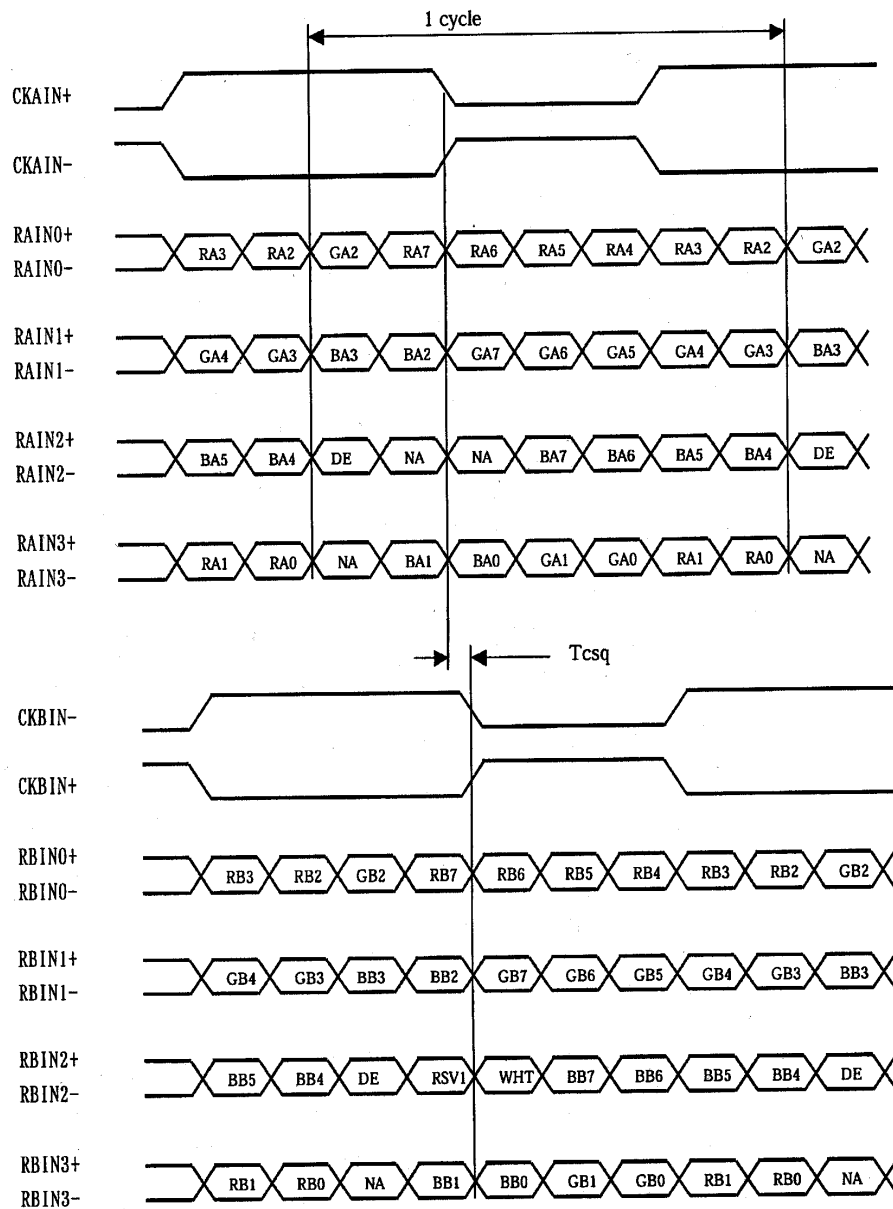 1 cycle
CKAIN+
CKAIN-
RAIN0+
RA3 RA2 GA2 RA7 RA6 RA5 RA4 RA3 RA2 GA2
RAIN0-
RAIN1+
GA4 GA3 BA3 BA2 GA7 GA6 GA5 GA4 GA3 BA3
RAIN1-
RAIN2+
BA5 BA4 DE NA NA BA7 BA6 BA5 BA4 DE
RAIN2-
RAIN3+
RA1 RA0 NA BA1 BA0 GA1 GA0 RA1 RA0 NA
RAIN3-
Tcsq
CKBIN-
CKBIN+
RBIN0+
RB3 RB2 GB2 RB7 RB6 RB5 RB4 RB3 RB2 GB2
RBIN0-
RBIN1+
GB4 GB3 BB3 BB2 GB7 GB6 GB5 GB4 GB3 BB3
RBIN1-
RBIN2+
BB5 BB4 DE RSV1 WHT BB7 BB6 BB5 BB4 DE
RBIN2-
RBIN3+
RB1 RB0 NA BB1 BB0 GB1 GB0 RB1 RB0 NA
RBIN3-